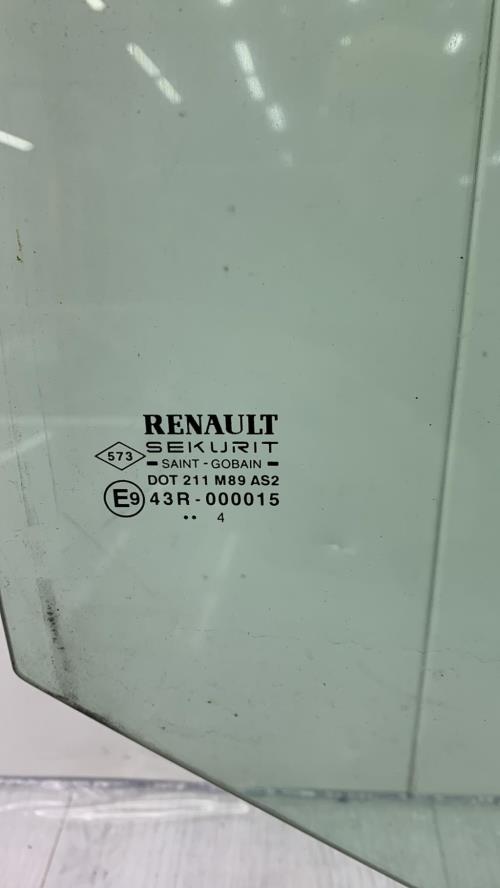 RENAULT
SEKURIT
573
SAINT-GOBAIN
DOT 211 M89 AS2
E9 43R-000015
•• 4